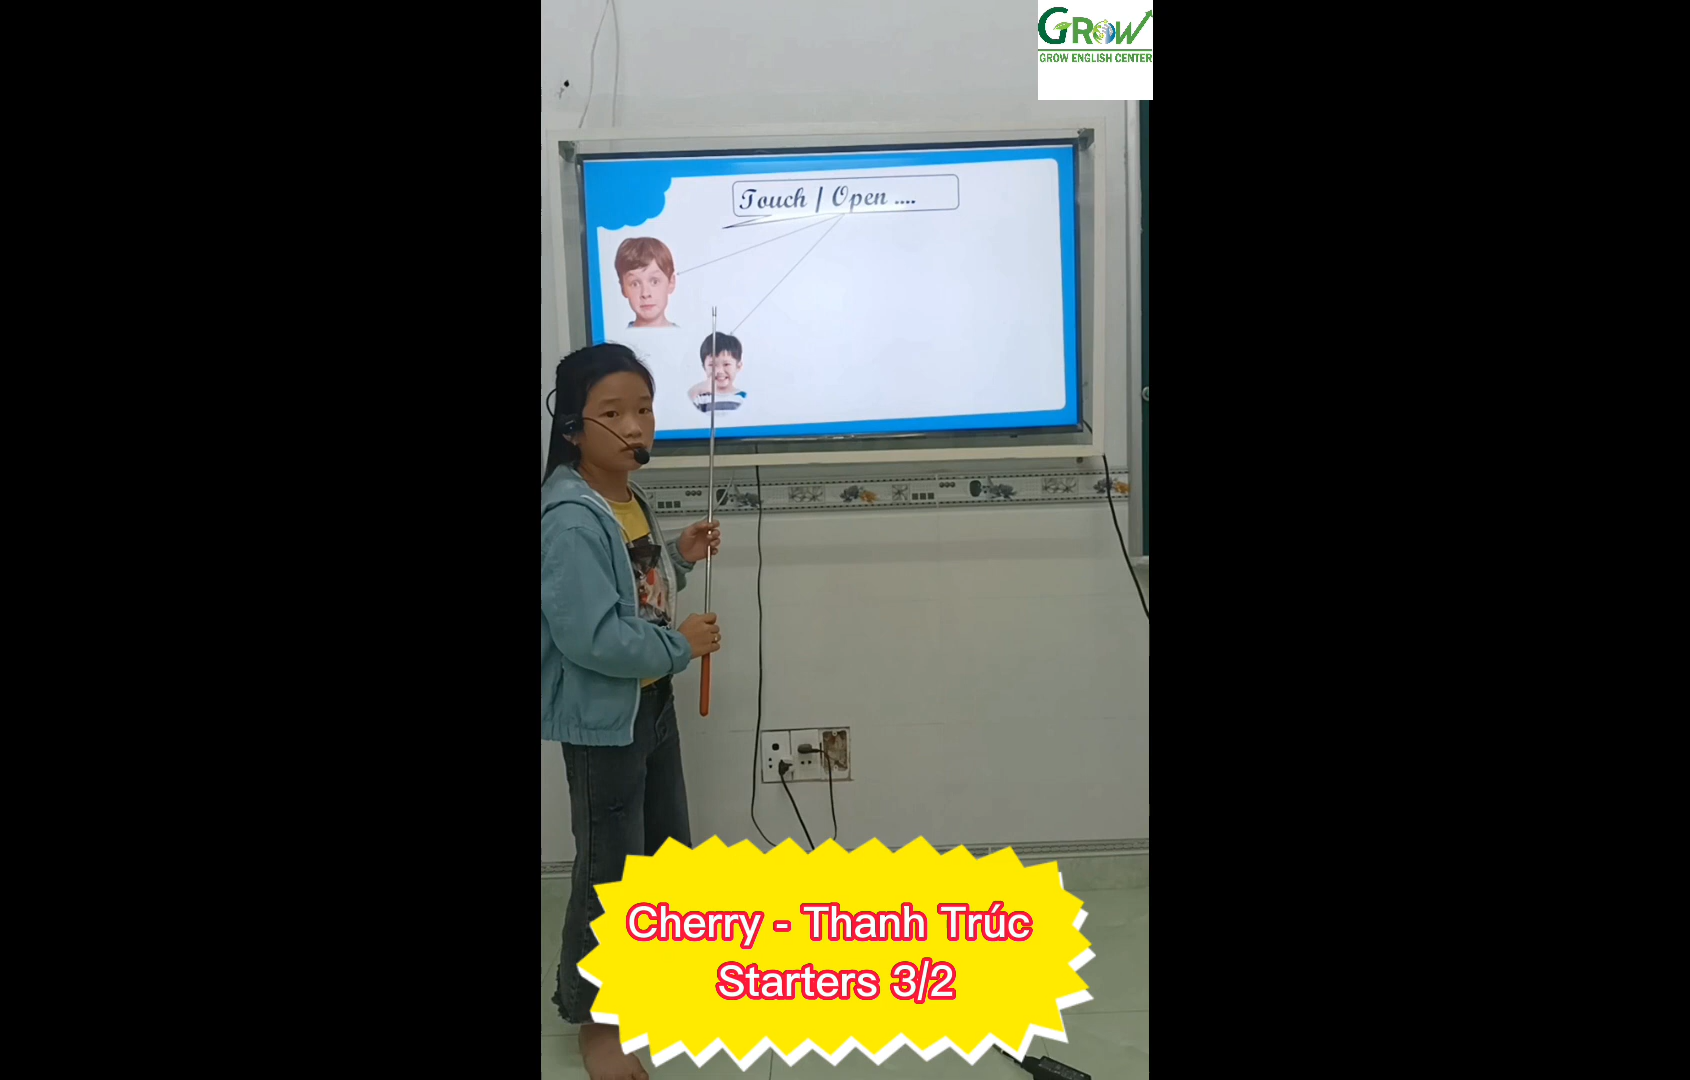 GROW
GROW ENGLISH CENTER
Touch / Open ....
Cherry - Thanh Trúc
Starters 3/2